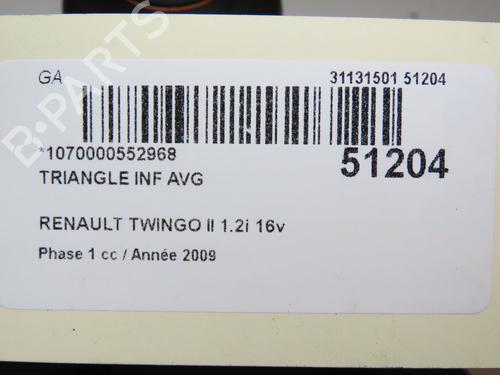 GA 31131501 51204
*1070000552968 51204
TRIANGLE INF AVG
RENAULT TWINGO II 1.2i 16v
Phase 1 cc / Année 2009
B-PARTS